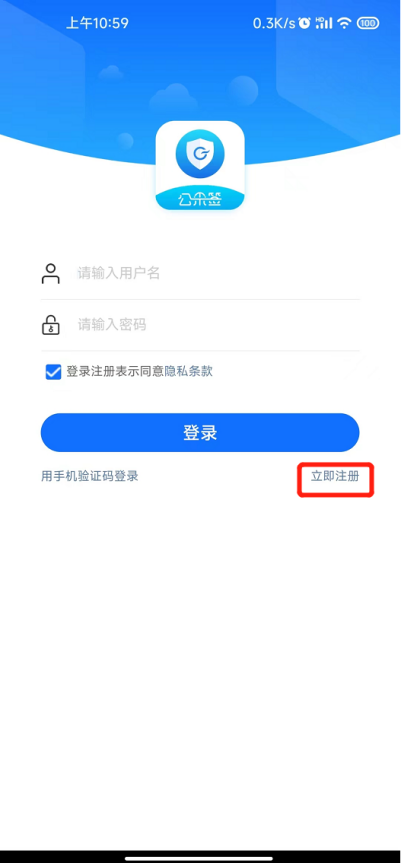 上午10:59 0.3K/s 100
公采签
请输入用户名
请输入密码
登录注册表示同意隐私条款
登录
用手机验证码登录 立即注册